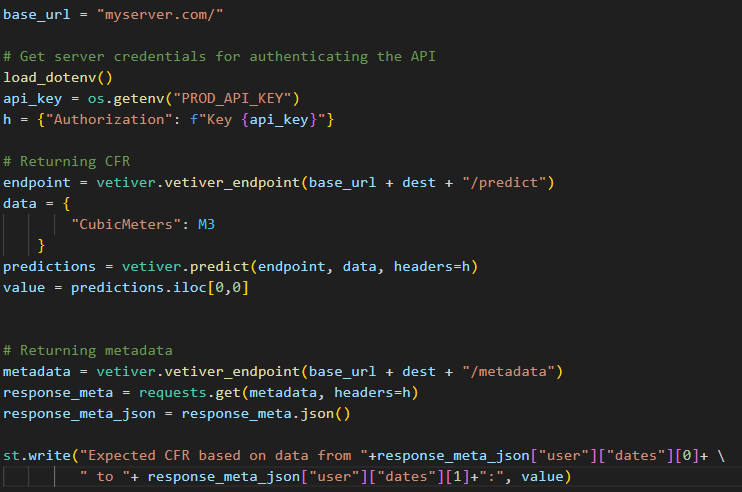 base_url = "myserver.com/"
# Get server credentials for authenticating the API
load_dotenv()
api_key = os.getenv("PROD_API_KEY")
h = {"Authorization": f"Key {api_key}"}
# Returning CFR
endpoint = vetiver.vetiver_endpoint(base_url + dest + "/predict")
data = {
"CubicMeters": M3
}
predictions = vetiver.predict(endpoint, data, headers=h)
value = predictions.iloc[0,0]
# Returning metadata
metadata = vetiver.vetiver_endpoint(base_url + dest + "/metadata")
response_meta = requests.get(metadata, headers=h)
response_meta_json = response_meta.json()
st.write("Expected CFR based on data from "+response_meta_json["user"]["dates"][0]+ \
" to "+ response_meta_json["user"]["dates"][1]+":", value)